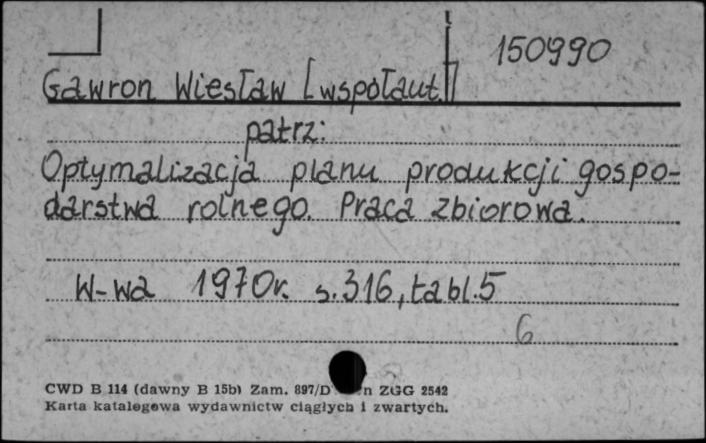 150990
Gawron Wiesław [wspołaut.]
patrz:
Optymalizacja planu produkcji gospo-
darstwa rolnego. Praca zbiorowa.
W-wa 1970r. s. 316, tabl. 5
6
CWD B 114 (dawny B 15b) Zam. 897/D n ZGG 2542
Karta katalogowa wydawnictw ciągłych i zwartych.